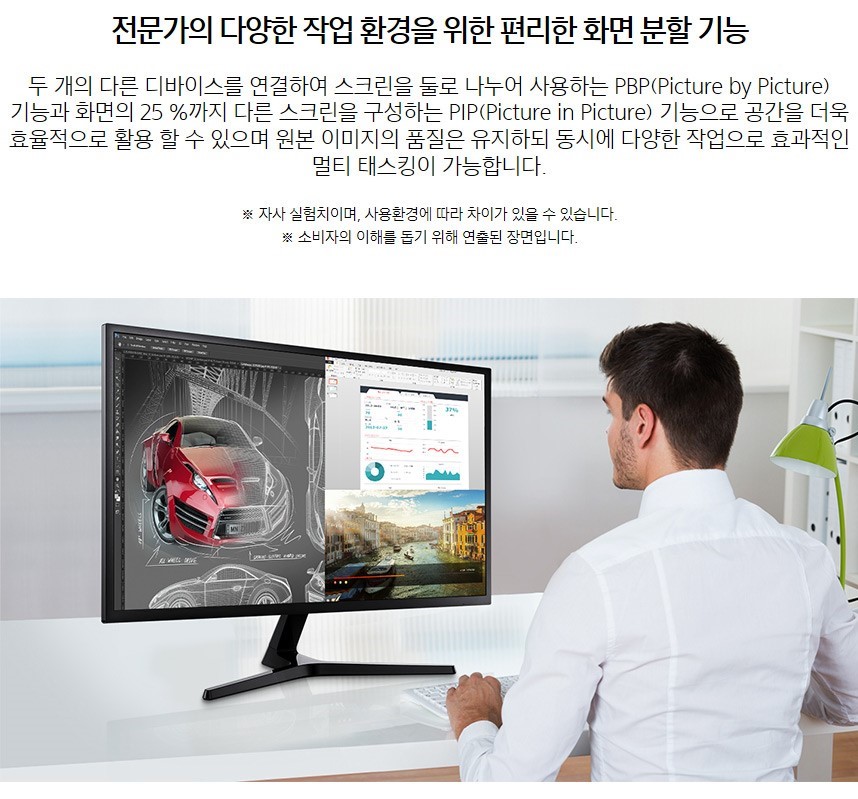 전문가의 다양한 작업 환경을 위한 편리한 화면 분할 기능
두 개의 다른 디바이스를 연결하여 스크린을 둘로 나누어 사용하는 PBP(Picture by Picture)
기능과 화면의 25 %까지 다른 스크린을 구성하는 PIP(Picture in Picture) 기능으로 공간을 더욱
효율적으로 활용 할 수 있으며 원본 이미지의 품질은 유지하되 동시에 다양한 작업으로 효과적인
멀티 태스킹이 가능합니다.
※ 자사 실험치이며, 사용환경에 따라 차이가 있을 수 있습니다.
※ 소비자의 이해를 돕기 위해 연출된 장면입니다.
37%